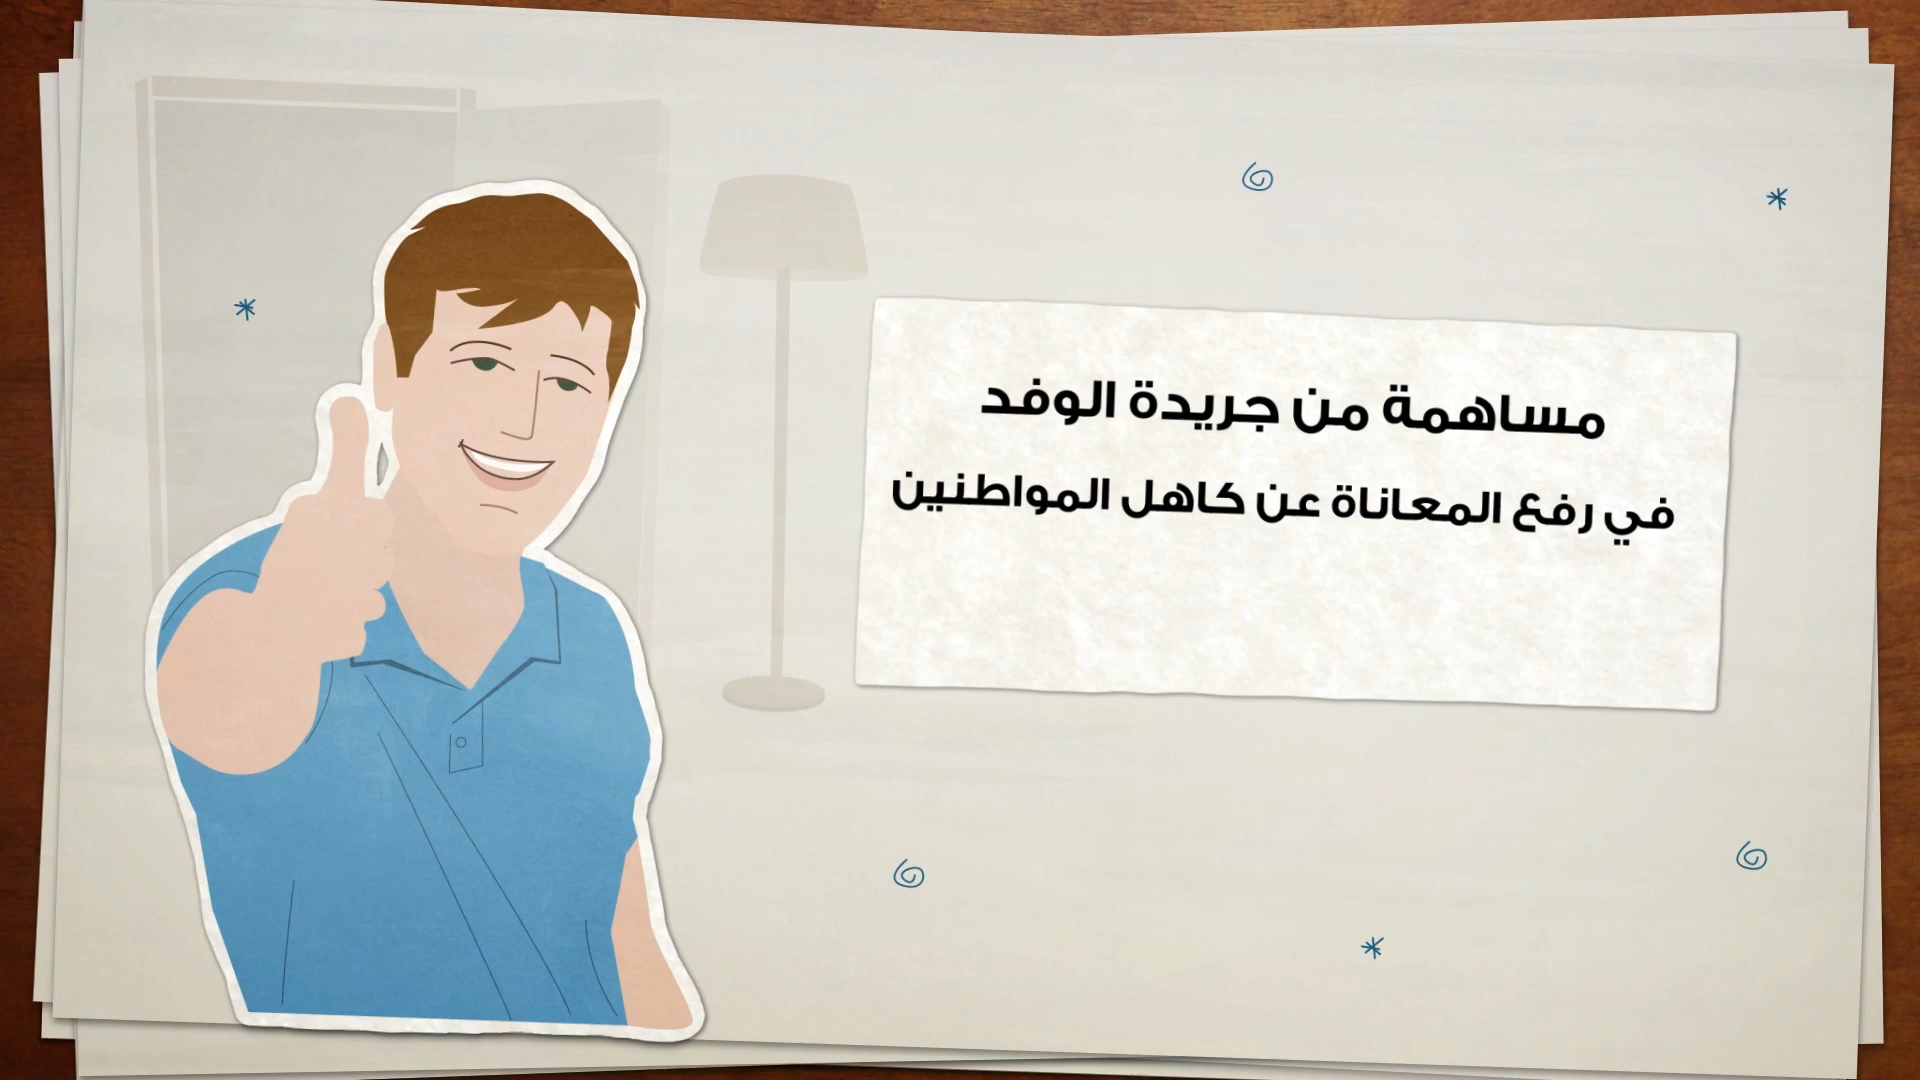 مساهمة من جريدة الوفد
في رفع المعاناة عن كاهل المواطنين